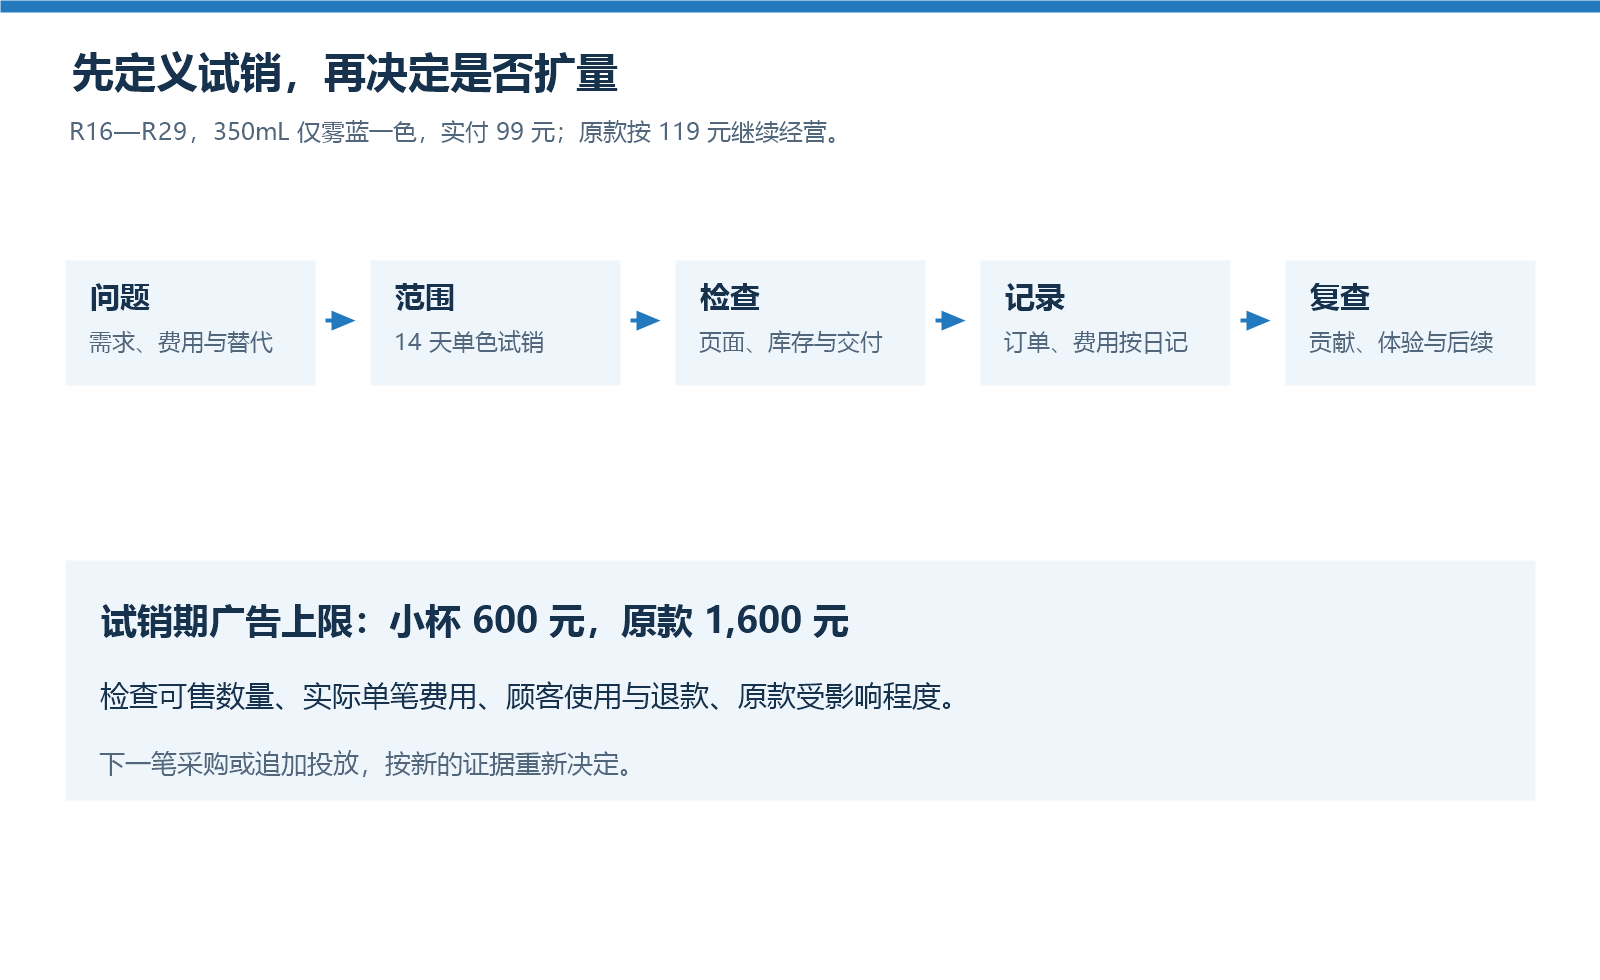 先定义试销，再决定是否扩量
R16—R29，350mL 仅雾蓝一色，实付 99 元；原款按 119 元继续经营。
问题
需求、费用与替代
范围
14 天单色试销
检查
页面、库存与交付
记录
订单、费用按日记
复查
贡献、体验与后续
试销期广告上限：小杯 600 元，原款 1,600 元
检查可售数量、实际单笔费用、顾客使用与退款、原款受影响程度。
下一笔采购或追加投放，按新的证据重新决定。